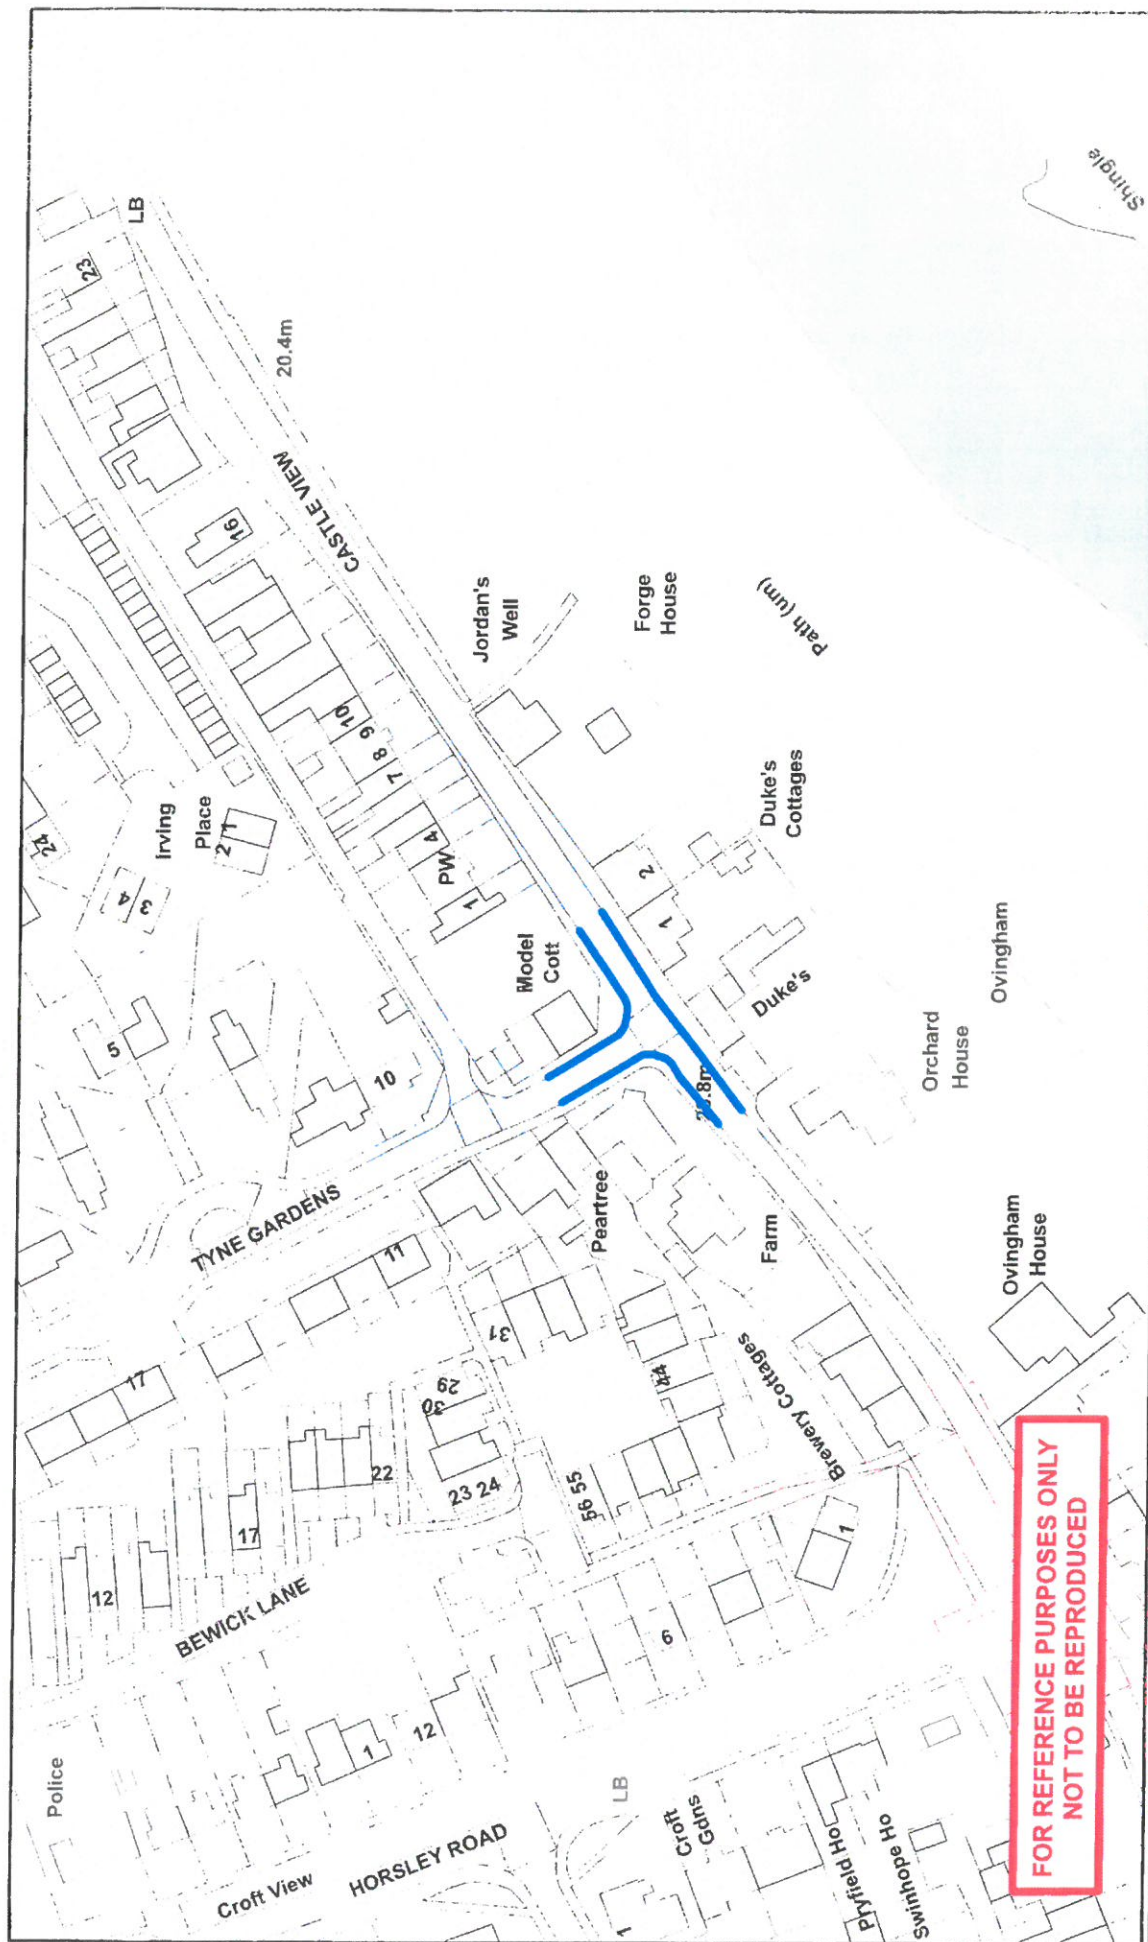 Police
Croft View
HORSLEY ROAD
LB
Croft
Gdns
1
Pryfield Ho
Swinhope Ho
1
12
6
1
BEWICK LANE
12
17
22
23 24
30
29
56 55
44
31
Brewery Cottages
17
11
TYNE GARDENS
Peartree
Farm
Ovingham
House
10
5
3
4
Irving
Place
2 1
24
Model
Cott
1
PW
4
7 8 9 10
16
23
LB
CASTLE VIEW
20.4m
Jordan's
Well
Forge
House
Path (um)
Duke's
Cottages
2
1
Duke's
Orchard
House
Ovingham
Shingle
FOR REFERENCE PURPOSES ONLY
NOT TO BE REPRODUCED